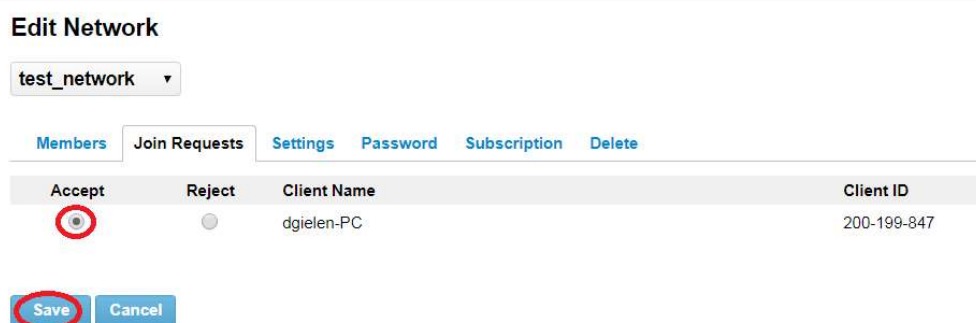 Edit Network
test_network
Members Join Requests Settings Password Subscription Delete
Accept Reject Client Name Client ID
dgielen-PC 200-199-847
Save Cancel